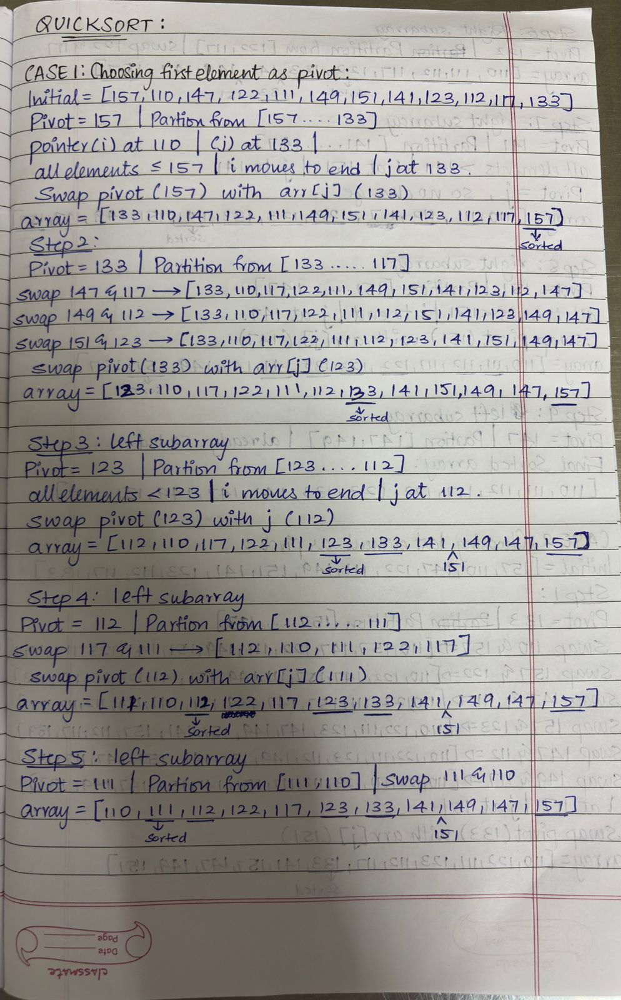 QUICKSORT:
CASE 1: Choosing first element as pivot:
Initial = [157, 110, 147, 122, 111, 149, 151, 141, 123, 112, 117, 133]
Pivot = 157 | Partion from [157....133]
pointer(i) at 110 | (j) at 133 |
all elements ≤ 157 | i moves to end | j at 133.
Swap pivot (157) with arr[j] (133)
array = [133, 110, 147, 122, 111, 149, 151, 141, 123, 112, 117, 157]
sorted
Step 2:
Pivot = 133 | Partition from [133.....117]
swap 147 & 117 → [133, 110, 117, 122, 111, 149, 151, 141, 123, 112, 147]
swap 149 & 112 → [133, 110, 117, 122, 111, 112, 151, 141, 123, 149, 147]
swap 151 & 123 → [133, 110, 117, 122, 111, 112, 123, 141, 151, 149, 147]
swap pivot (133) with arr[j] (123)
array = [123, 110, 117, 122, 111, 112, 133, 141, 151, 149, 147, 157]
sorted
Step 3: left subarray
Pivot = 123 | Partion from [123....112]
all elements < 123 | i moves to end | j at 112.
swap pivot (123) with j (112)
array = [112, 110, 117, 122, 111, 123, 133, 141, 149, 147, 157]
sorted 151
Step 4: left subarray
Pivot = 112 | Partion from [112.....111]
swap 117 & 111 → [112, 110, 111, 122, 117]
swap pivot (112) with arr[j] (111)
array = [111, 110, 112, 122, 117, 123, 133, 141, 149, 147, 157]
sorted 151
Step 5: left subarray
Pivot = 111 | Partion from [111, 110] | swap 111 & 110
array = [110, 111, 112, 122, 117, 123, 133, 141, 149, 147, 157]
sorted 151
Page
Date
classmate